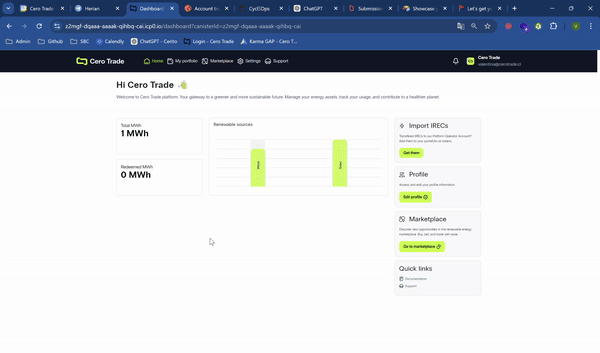 Cero Trade
Herian
Dashboard
Account t
Cycl(S)Ops
ChatGPT
Submission
Showcase
Let's get y
z2mgf-dqaaa-aaaak-qihbq-cai.icp0.io/dashboard?canisterId=z2mgf-dqaaa-aaaak-qihbq-cai
Admin
Github
SBC
Calendly
ChatGPT - Cerito
Login - Cero Trade
Karma GAP - Cero T...
Cero Trade
Home
My portfolio
Marketplace
Settings
Support
Cero Trade
valentina@cerotrade.cl
Hi Cero Trade
Welcome to Cero Trade platform. Your gateway to a greener and more sustainable future. Manage your energy assets, track your usage, and contribute to a healthier planet.
Total MWh
1 MWh
Redeemed MWh
0 MWh
Renewable sources
Wind
Solar
Import IRECs
Transfered IRECs to our Platform Operator Account?
Add them to your portfolio
Get them
Profile
Access and edit your profile information.
Edit profile
Marketplace
Discover new opportunities in the renewable energy
marketplace. Buy, sell, and trade with ease.
Go to marketplace
Quick links
Documentation
Support